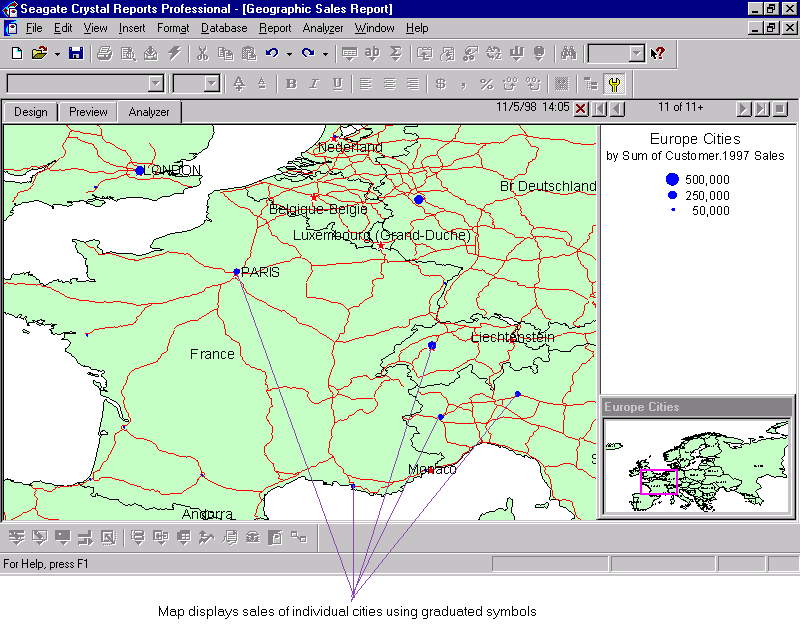 Seagate Crystal Reports Professional - [Geographic Sales Report]
File Edit View Insert Format Database Report Analyzer Window Help
B I U $ , %
Design Preview Analyzer 11/5/98 14:05 11 of 11+
Europe Cities
by Sum of Customer.1997 Sales
500,000
250,000
50,000
Nederland
LONDON
Br Deutschland
Belgique-Belgie
Luxembourg (Grand-Duche)
PARIS
Liechtenstein
France
Monaco
S
Andorra
Europe Cities
For Help, press F1
Map displays sales of individual cities using graduated symbols